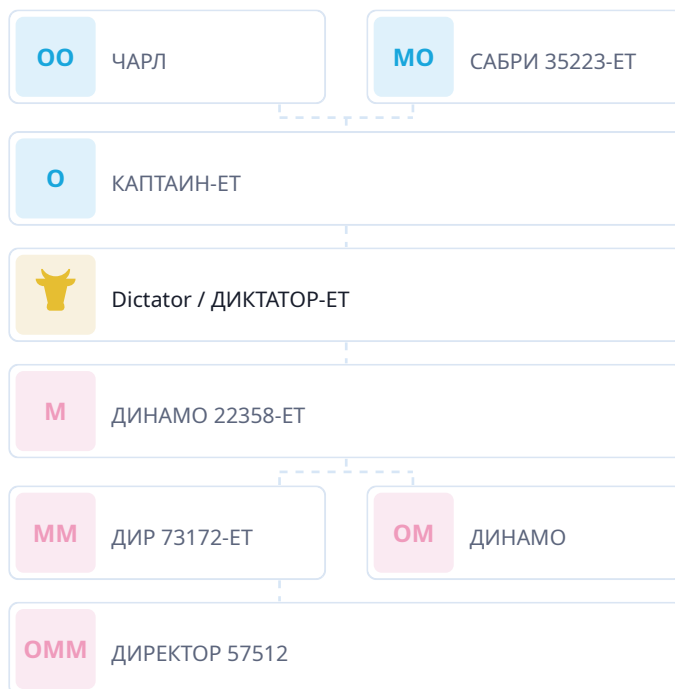 ОО ЧАРЛ
МО САБРИ 35223-ЕТ
О КАПТАИН-ЕТ
Dictator / ДИКТАТОР-ЕТ
М ДИНАМО 22358-ЕТ
ММ ДИР 73172-ЕТ
ОМ ДИНАМО
ОММ ДИРЕКТОР 57512